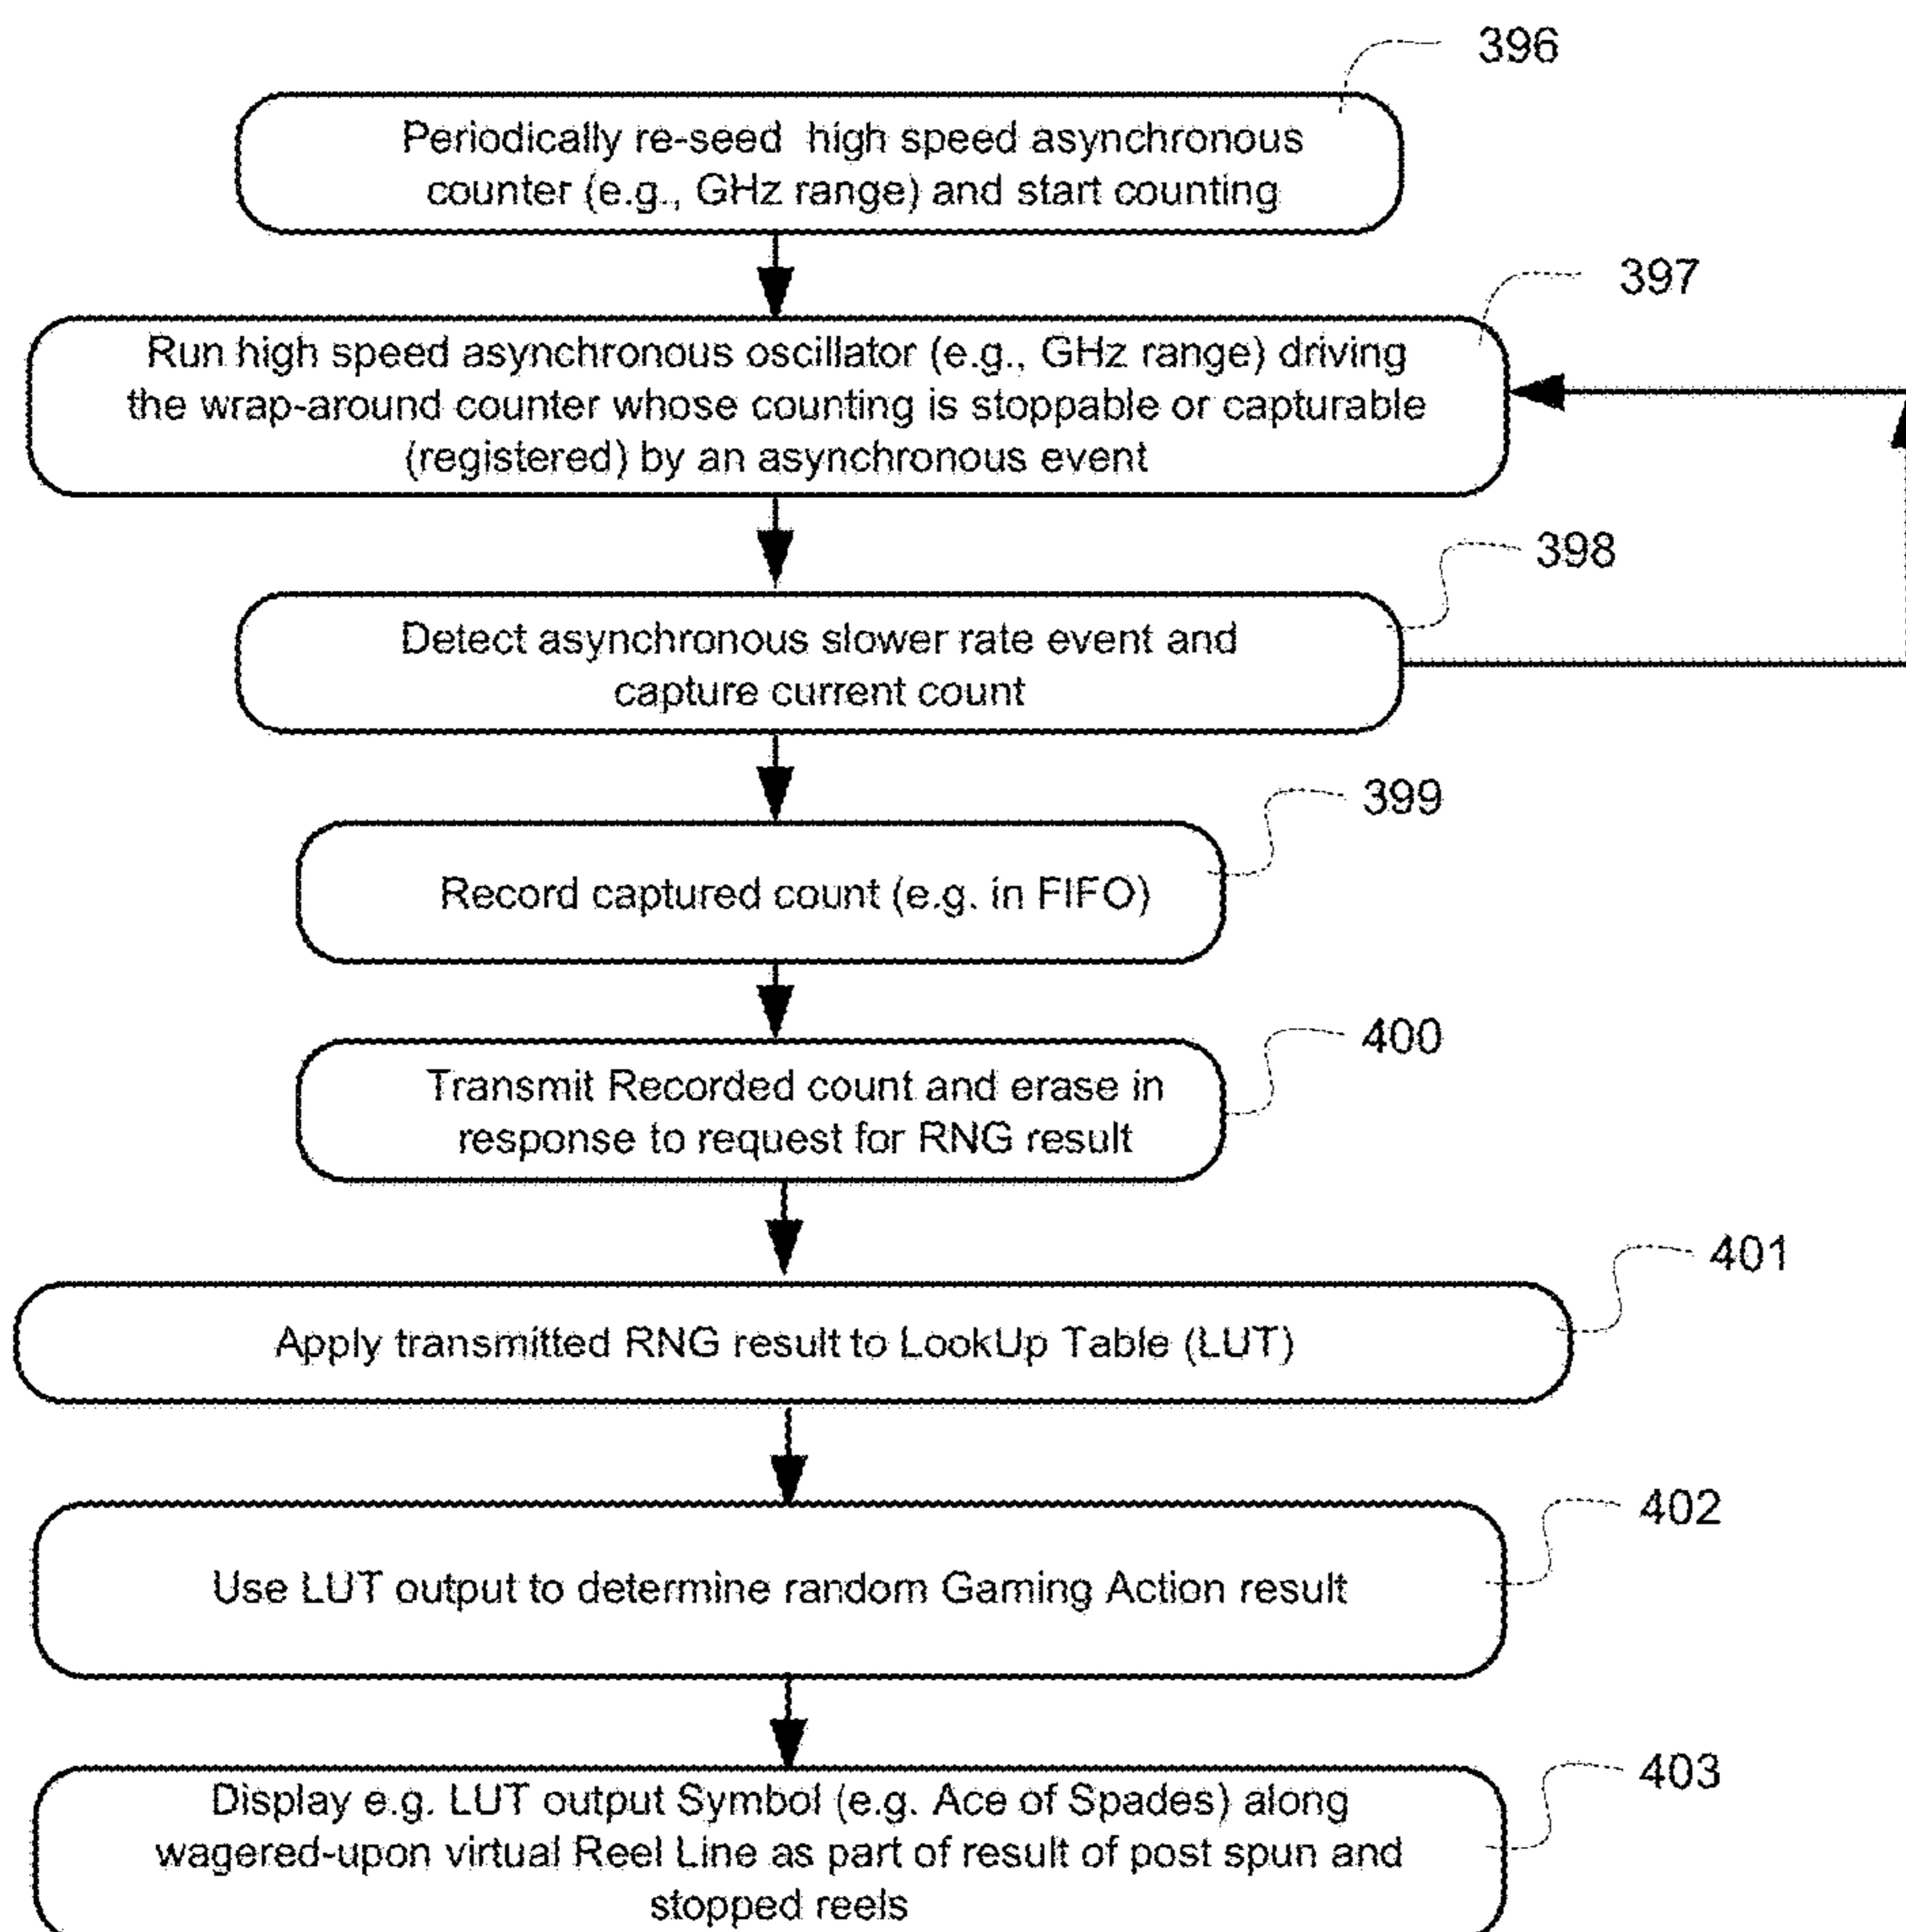 396
Periodically re-seed high speed asynchronous
counter (e.g., GHz range) and start counting
397
Run high speed asynchronous oscillator (e.g., GHz range) driving
the wrap-around counter whose counting is stoppable or capturable
(registered) by an asynchronous event
398
Detect asynchronous slower rate event and
capture current count
399
Record captured count (e.g. in FIFO)
400
Transmit Recorded count and erase in
response to request for RNG result
401
Apply transmitted RNG result to LookUp Table (LUT)
402
Use LUT output to determine random Gaming Action result
403
Display e.g. LUT output Symbol (e.g. Ace of Spades) along
wagered-upon virtual Reel Line as part of result of post spun and
stopped reels